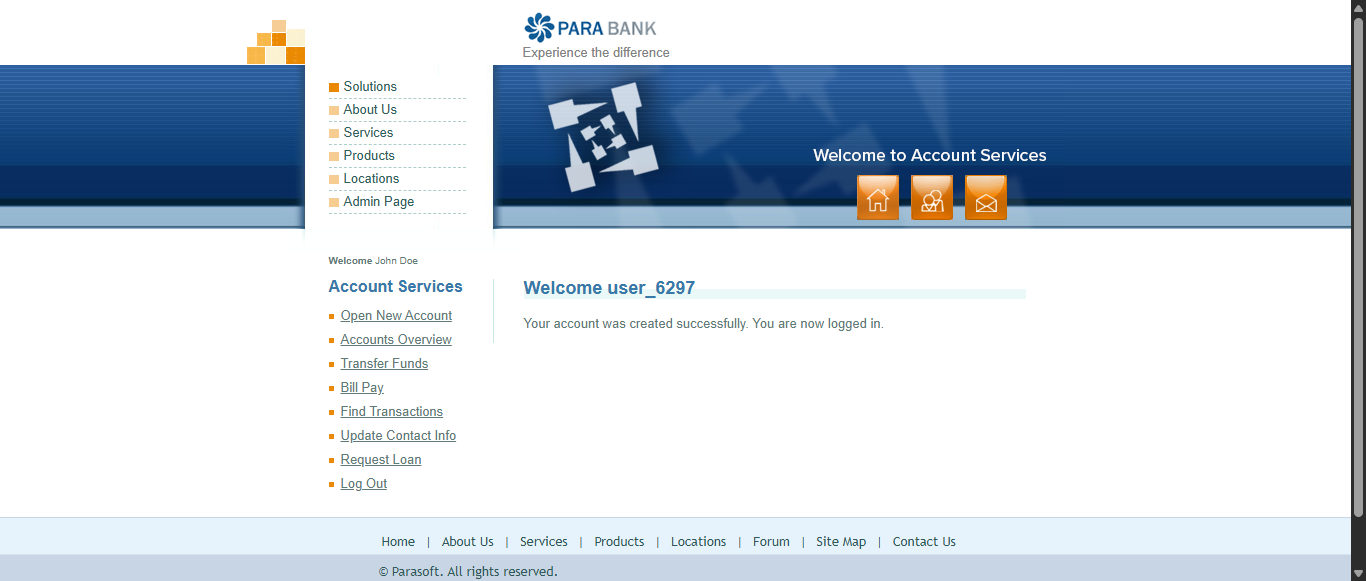 PARA BANK
Experience the difference
Solutions
About Us
Services
Products
Locations
Admin Page
Welcome to Account Services
Welcome John Doe
Account Services
Open New Account
Accounts Overview
Transfer Funds
Bill Pay
Find Transactions
Update Contact Info
Request Loan
Log Out
Welcome user_6297
Your account was created successfully. You are now logged in.
Home | About Us | Services | Products | Locations | Forum | Site Map | Contact Us
© Parasoft. All rights reserved.